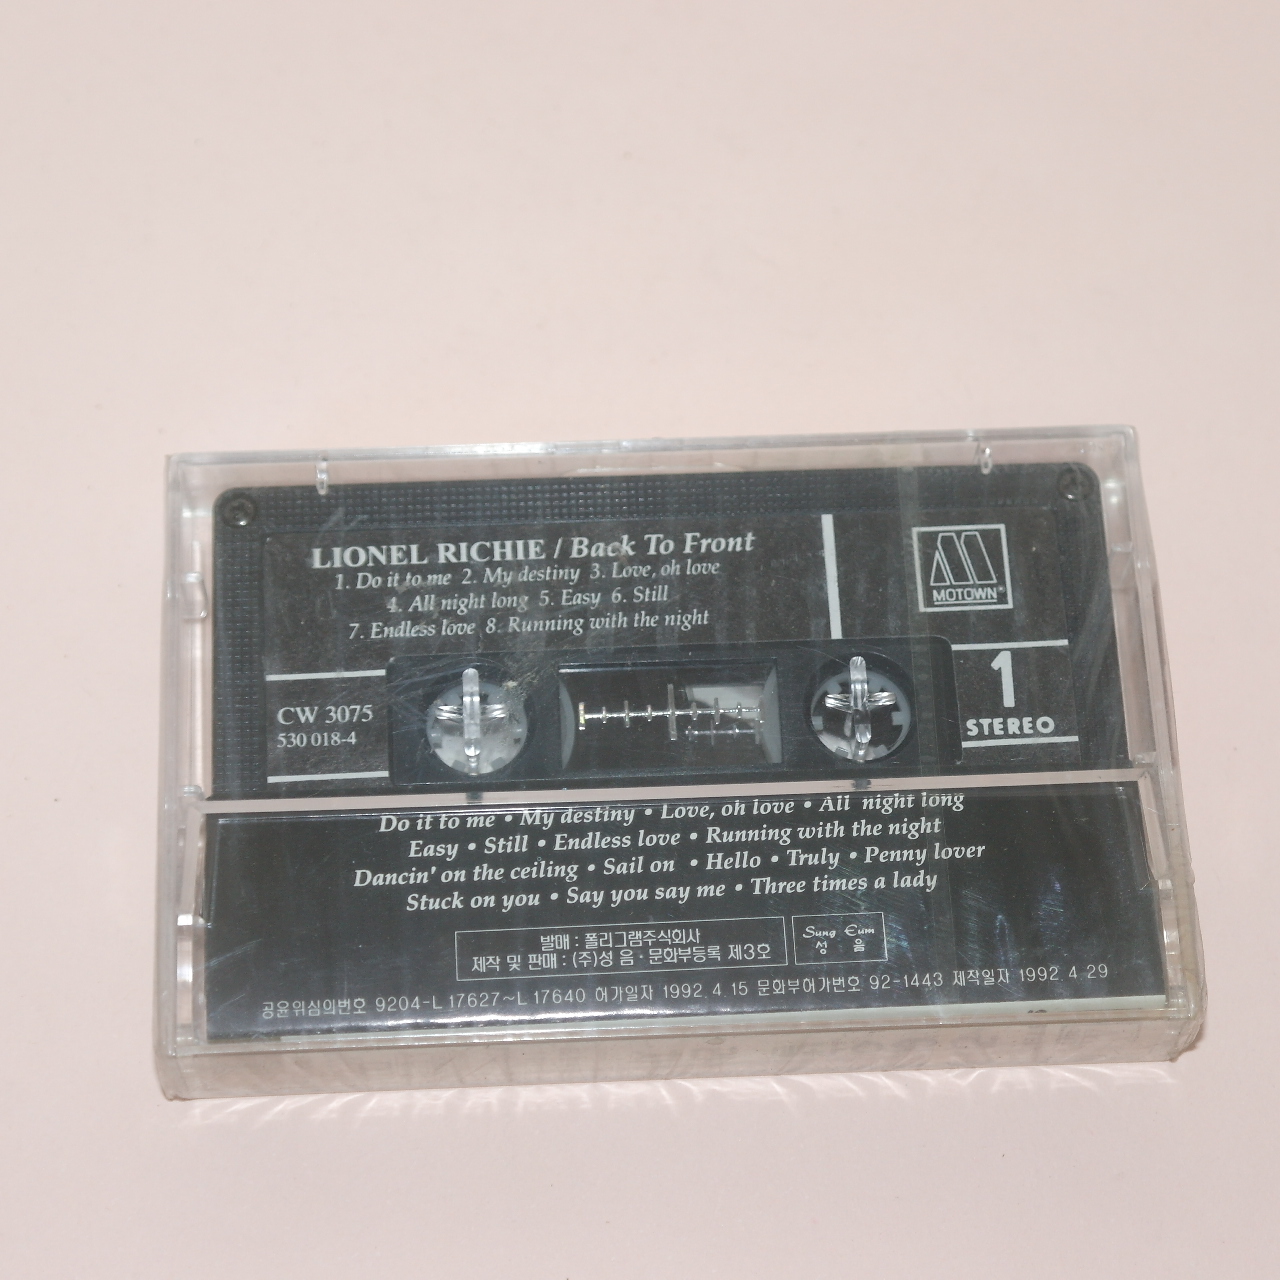 LIONEL RICHIE / Back To Front
1. Do it to me 2. My destiny 3. Love, oh love
4. All night long 5. Easy 6. Still
7. Endless love 8. Running with the night
MOTOWN®
CW 3075
530 018-4
1
STEREO
Do it to me • My destiny • Love, oh love • All night long
Easy • Still • Endless love • Running with the night
Dancin' on the ceiling • Sail on • Hello • Truly • Penny lover
Stuck on you • Say you say me • Three times a lady
발매 : 폴리그램주식회사
제작 및 판매 : (주)성 음 · 문화부등록 제3호
Sung Eum
성 음
공윤위심의번호 9204-L 17627~L 17640 허가일자 1992. 4. 15 문화부허가번호 92-1443 제작일자 1992. 4. 29